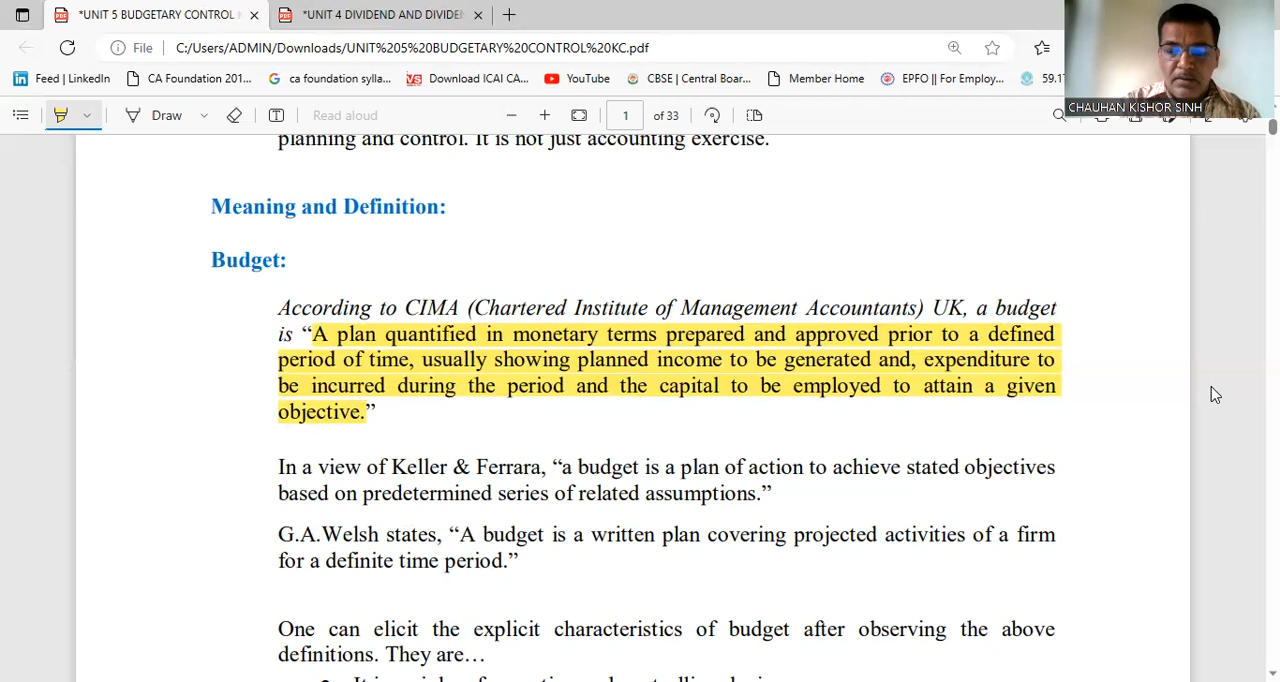 *UNIT 5 BUDGETARY CONTROL
*UNIT 4 DIVIDEND AND DIVIDE
File C:/Users/ADMIN/Downloads/UNIT%205%20BUDGETARY%20CONTROL%20KC.pdf
Feed | LinkedIn CA Foundation 201... ca foundation sylla... Download ICAI CA... YouTube CBSE | Central Boar... Member Home EPFO || For Employ... 59.1
Draw Read aloud 1 of 33
CHAUHAN KISHOR SINH
planning and control. It is not just accounting exercise.
Meaning and Definition:
Budget:
According to CIMA (Chartered Institute of Management Accountants) UK, a budget
is “A plan quantified in monetary terms prepared and approved prior to a defined
period of time, usually showing planned income to be generated and, expenditure to
be incurred during the period and the capital to be employed to attain a given
objective.”
In a view of Keller & Ferrara, “a budget is a plan of action to achieve stated objectives
based on predetermined series of related assumptions.”
G.A.Welsh states, “A budget is a written plan covering projected activities of a firm
for a definite time period.”
One can elicit the explicit characteristics of budget after observing the above
definitions. They are…